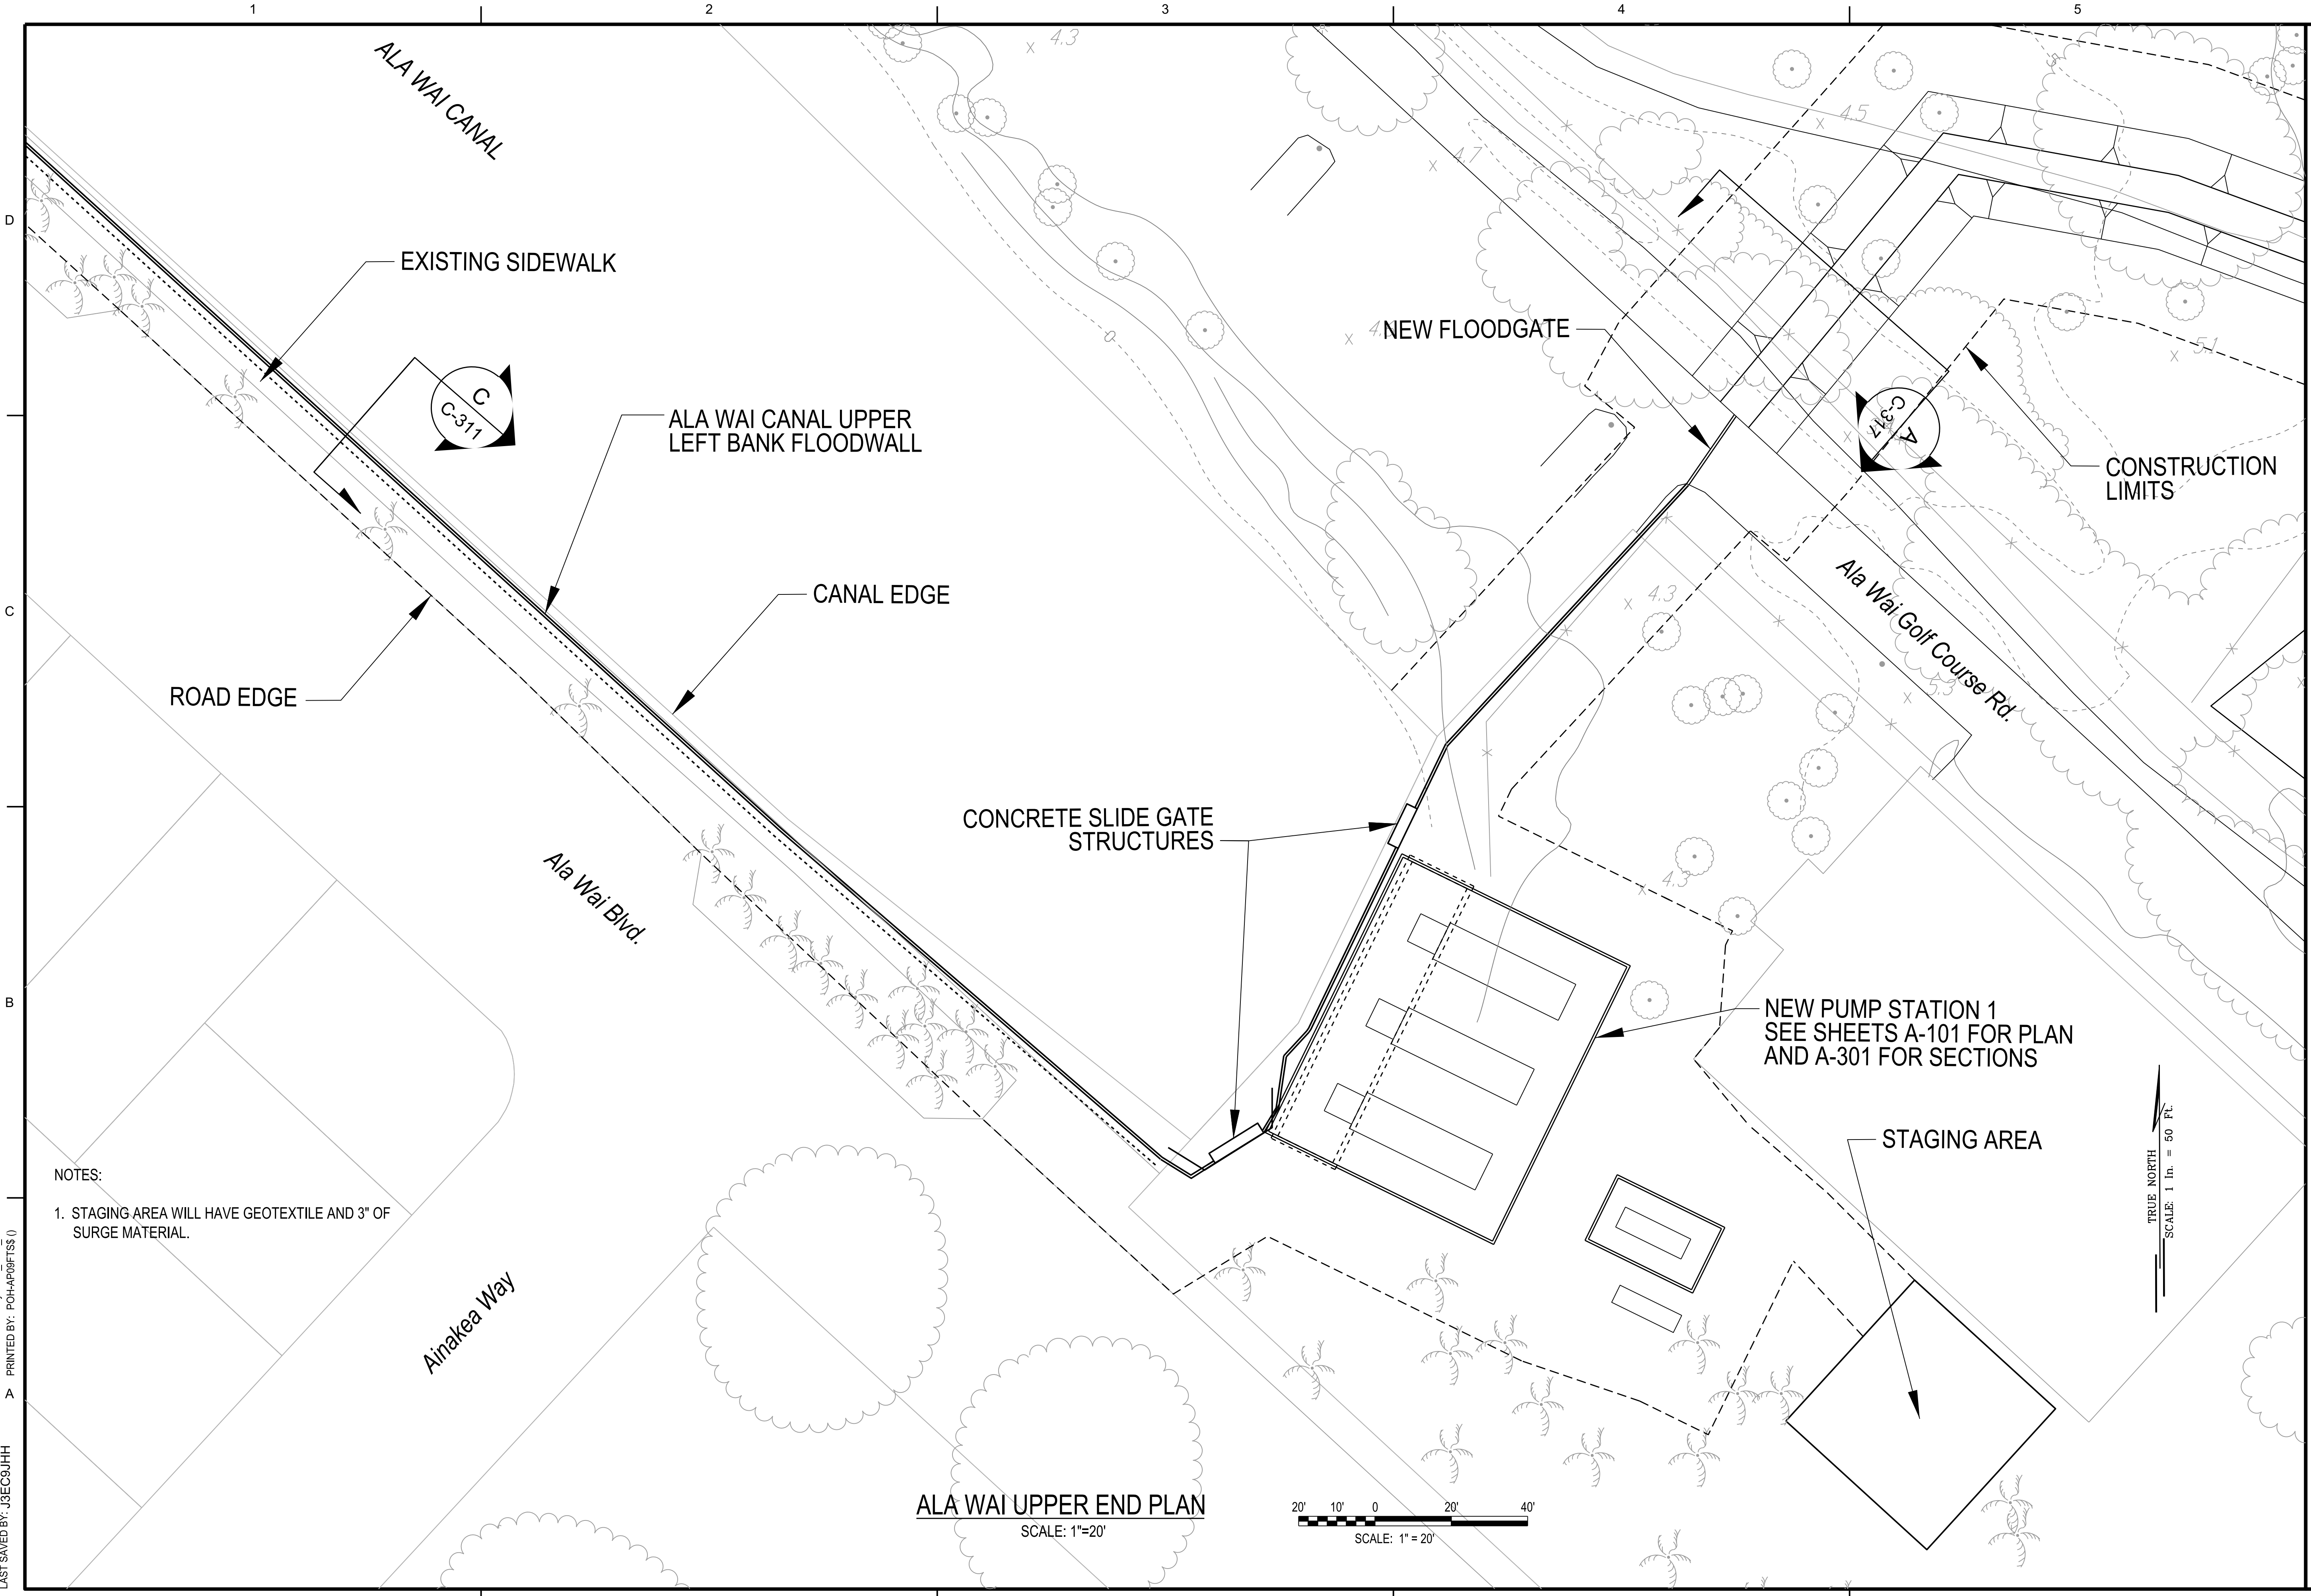 1
2
3
4
5
D
C
B
A
ALA WAI CANAL
4.3
4.5
4.7
5
EXISTING SIDEWALK
C
C-311
ALA WAI CANAL UPPER
LEFT BANK FLOODWALL
0
NEW FLOODGATE
5.1
A
C-317
CONSTRUCTION
LIMITS
CANAL EDGE
4.3
Ala Wai Golf Course Rd.
ROAD EDGE
CONCRETE SLIDE GATE
STRUCTURES
4.3
Ala Wai Blvd.
NEW PUMP STATION 1
SEE SHEETS A-101 FOR PLAN
AND A-301 FOR SECTIONS
STAGING AREA
TRUE NORTH
SCALE: 1 In. = 50 Ft.
NOTES:
1. STAGING AREA WILL HAVE GEOTEXTILE AND 3" OF
SURGE MATERIAL.
Ainakea Way
ALA WAI UPPER END PLAN
SCALE: 1"=20'
20' 10' 0 20' 40'
SCALE: 1" = 20'
PRINTED BY: POH-AP09FTS$ ()
LAST SAVED BY: J3EC9JHH